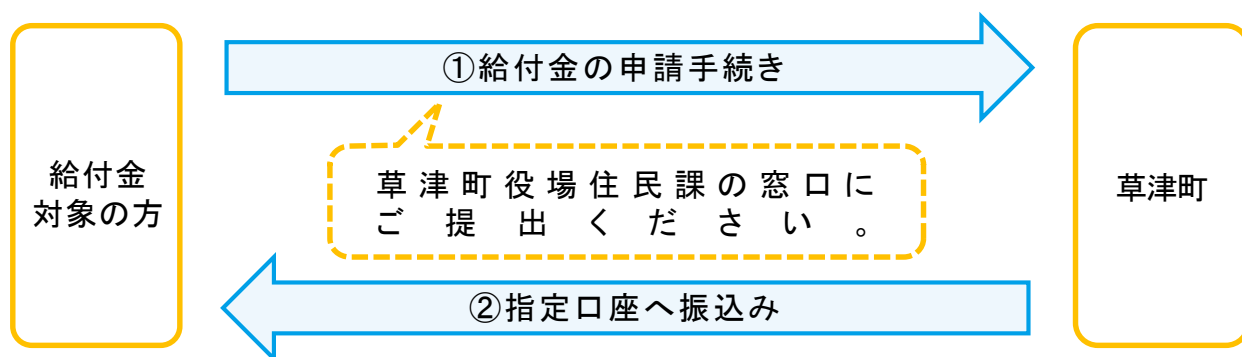 ①給付金の申請手続き
給付金
対象の方
草津町役場住民課の窓口に
ご提出ください。
草津町
②指定口座へ振込み